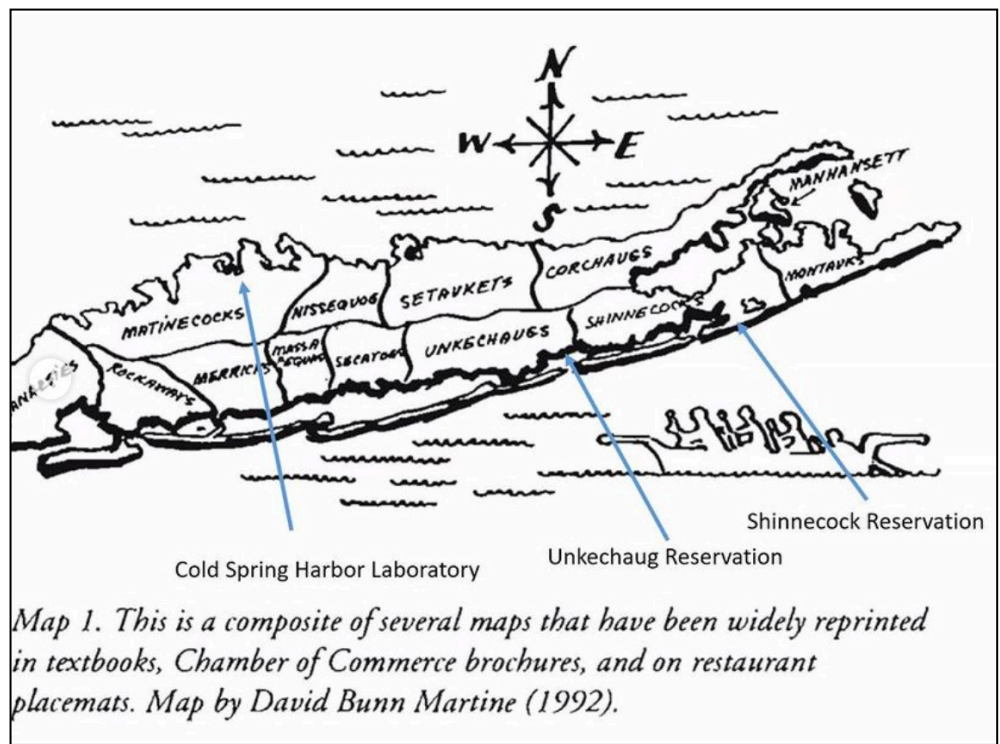 N
W E
S
MANHANSETT
CORCHAUGS
MONTAUKS
NISSEQUOG
SETAUKETS
SHINNECOCKS
MATINECOCKS
MASSA
PEQUAS
SECATOGS
UNKECHAUGS
MERRICKS
ROCKAWAYS
Shinnecock Reservation
Unkechaug Reservation
Cold Spring Harbor Laboratory
Map 1. This is a composite of several maps that have been widely reprinted
in textbooks, Chamber of Commerce brochures, and on restaurant
placemats. Map by David Bunn Martine (1992).